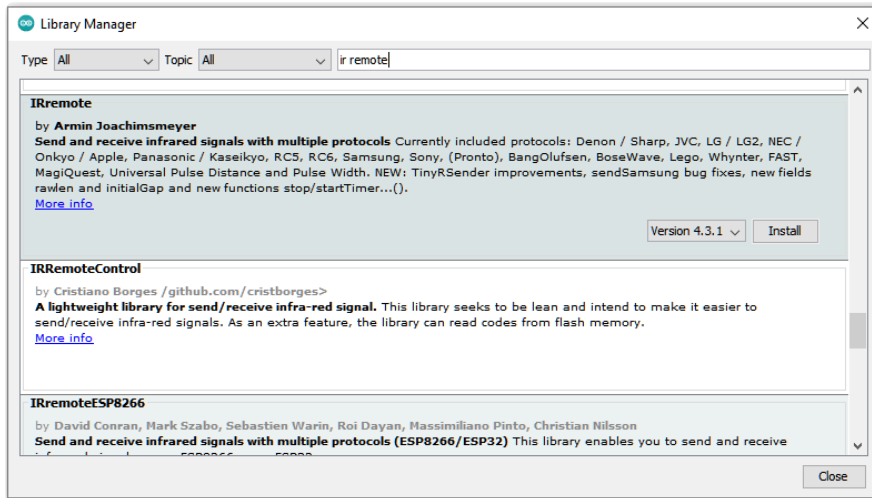 Library Manager
Type All Topic All ir remote
IRremote
by Armin Joachimsmeyer
Send and receive infrared signals with multiple protocols Currently included protocols: Denon / Sharp, JVC, LG / LG2, NEC /
Onkyo / Apple, Panasonic / Kaseikyo, RC5, RC6, Samsung, Sony, (Pronto), BangOlufsen, BoseWave, Lego, Whynter, FAST,
MagiQuest, Universal Pulse Distance and Pulse Width. NEW: TinyRSender improvements, sendSamsung bug fixes, new fields
rawlen and initialGap and new functions stop/startTimer...().
More info
Version 4.3.1 Install
IRRemoteControl
by Cristiano Borges /github.com/cristborges>
A lightweight library for send/receive infra-red signal. This library seeks to be lean and intend to make it easier to
send/receive infra-red signals. As an extra feature, the library can read codes from flash memory.
More info
IRremoteESP8266
by David Conran, Mark Szabo, Sebastien Warin, Roi Dayan, Massimiliano Pinto, Christian Nilsson
Send and receive infrared signals with multiple protocols (ESP8266/ESP32) This library enables you to send and receive
Close